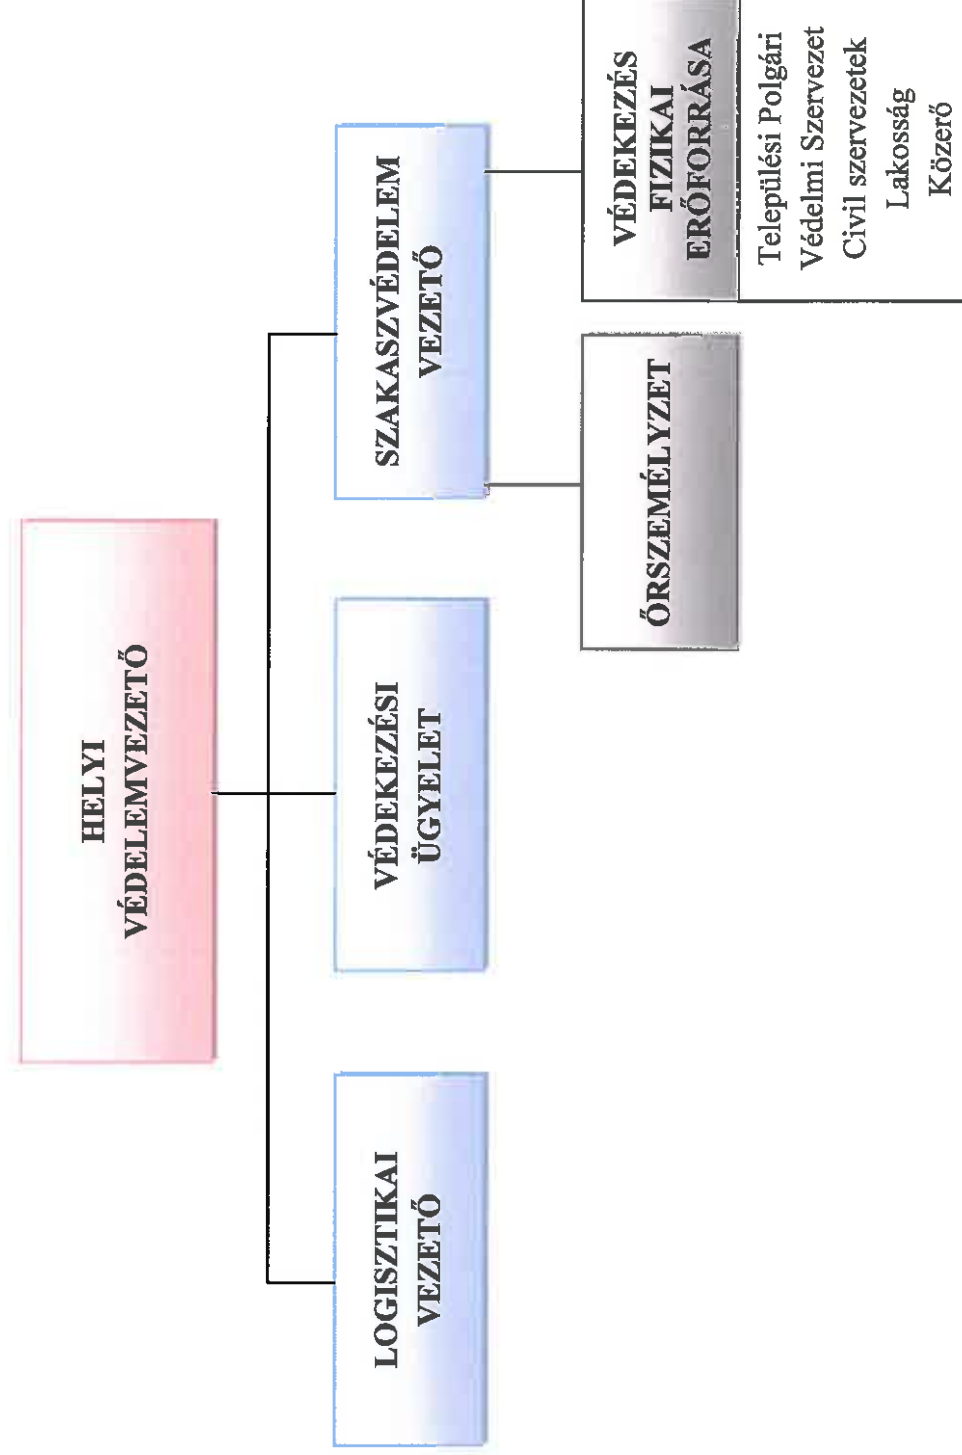 HELYI
VÉDELEMVEZETŐ
LOGISZTIKAI
VEZETŐ
VÉDEKEZÉSI
ÜGYELET
SZAKASZVÉDELEM
VEZETŐ
ŐRSZEMÉLYZET
VÉDEKEZÉS
FIZIKAI
ERŐFORRÁSA
Települési Polgári
Védelmi Szervezet
Civil szervezetek
Lakosság
Közerő